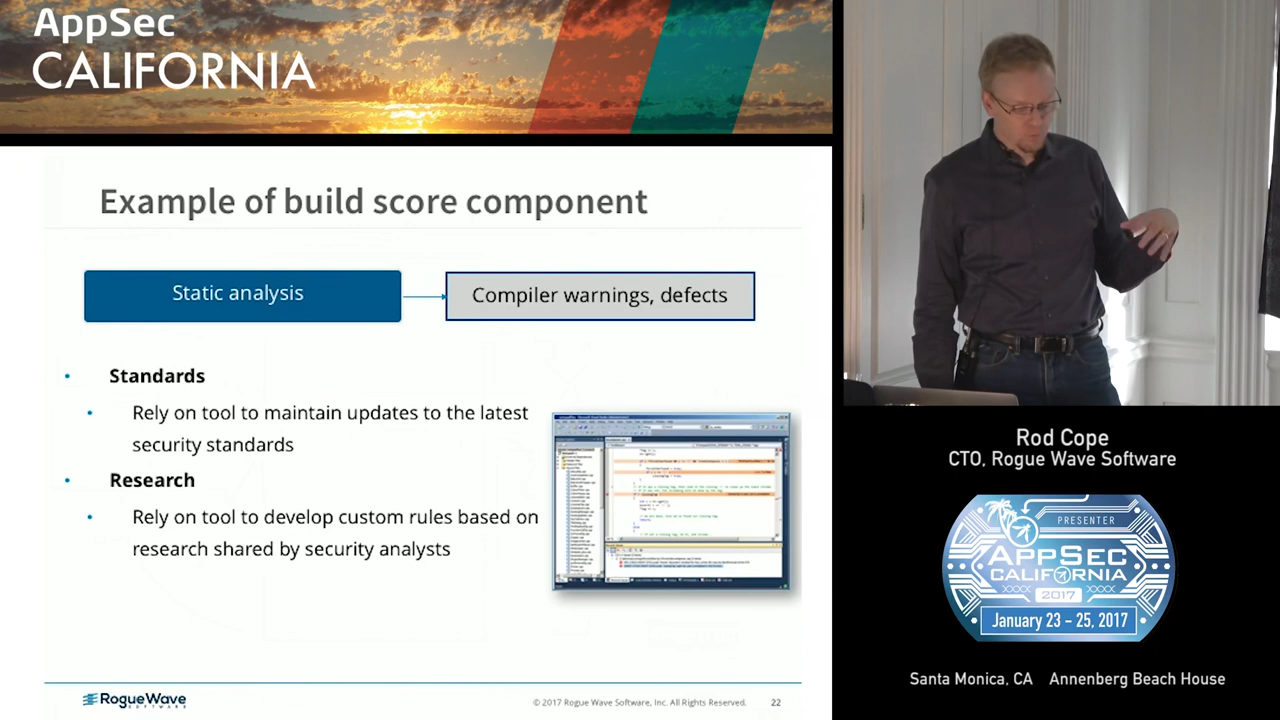 AppSec
CALIFORNIA
Example of build score component
Static analysis
Compiler warnings, defects
• Standards
• Rely on tool to maintain updates to the latest
security standards
• Research
• Rely on tool to develop custom rules based on
research shared by security analysts
RogueWave
SOFTWARE
© 2017 Rogue Wave Software, Inc. All Rights Reserved.
22
Rod Cope
CTO, Rogue Wave Software
PRESENTER
APPSEC
CALIFORNIA
2017
January 23 – 25, 2017
Santa Monica, CA Annenberg Beach House